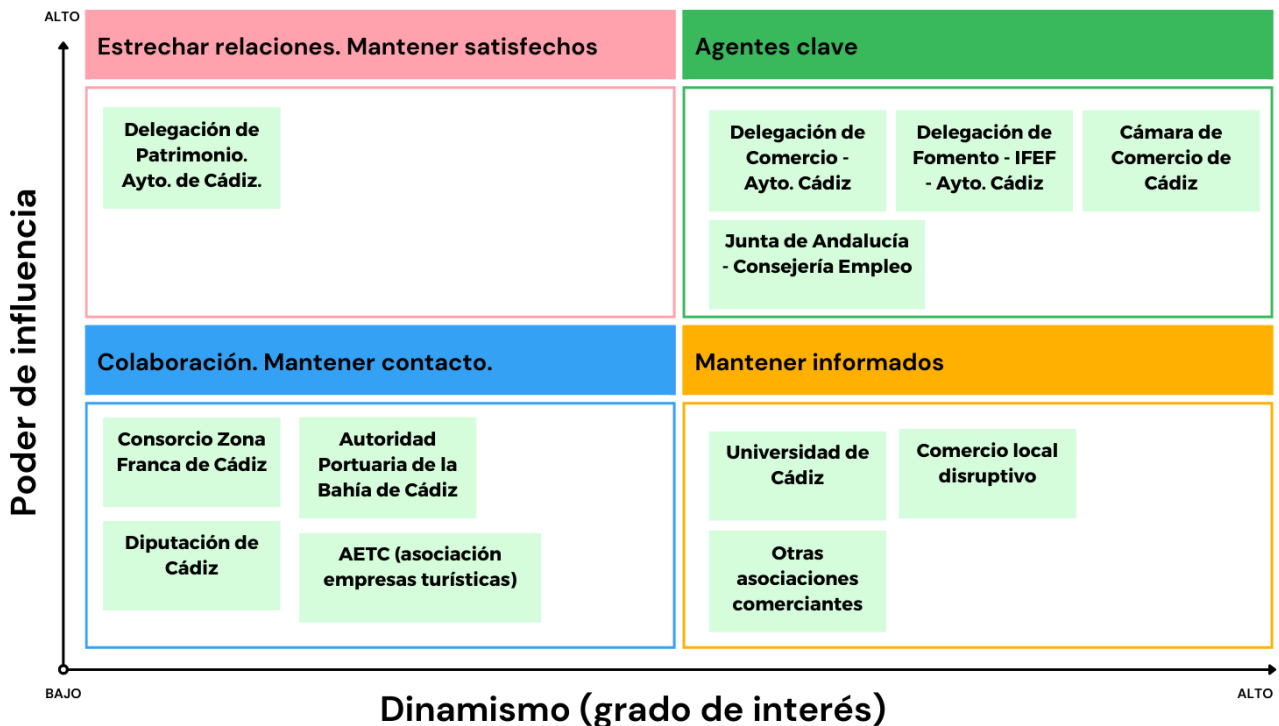 ALTO
Estrechar relaciones. Mantener satisfechos
Agentes clave
Delegación de
Patrimonio.
Ayto. de Cádiz.
Delegación de
Comercio -
Ayto. Cádiz
Delegación de
Fomento - IFEF
- Ayto. Cádiz
Cámara de
Comercio de
Cádiz
Junta de Andalucía
- Consejería Empleo
Poder de influencia
Colaboración. Mantener contacto.
Mantener informados
Consorcio Zona
Franca de Cádiz
Autoridad
Portuaria de la
Bahía de Cádiz
Diputación de
Cádiz
AETC (asociación
empresas turísticas)
Universidad de
Cádiz
Comercio local
disruptivo
Otras
asociaciones
comerciantes
BAJO
Dinamismo (grado de interés)
ALTO